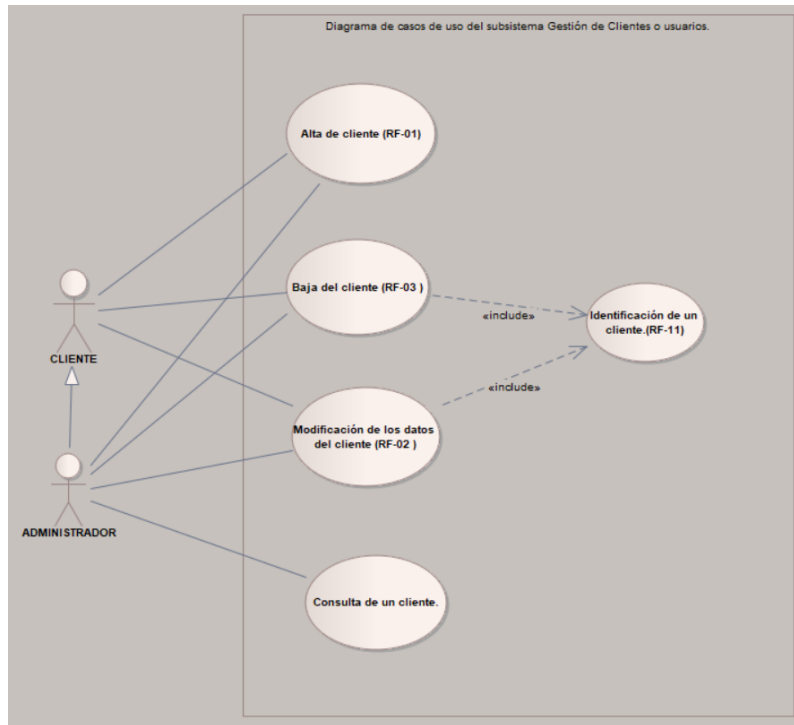 Diagrama de casos de uso del subsistema Gestión de Clientes o usuarios.
Alta de cliente (RF-01)
Baja del cliente (RF-03 )
«include»
Identificación de un
cliente.(RF-11)
CLIENTE
«include»
Modificación de los datos
del cliente (RF-02 )
ADMINISTRADOR
Consulta de un cliente.